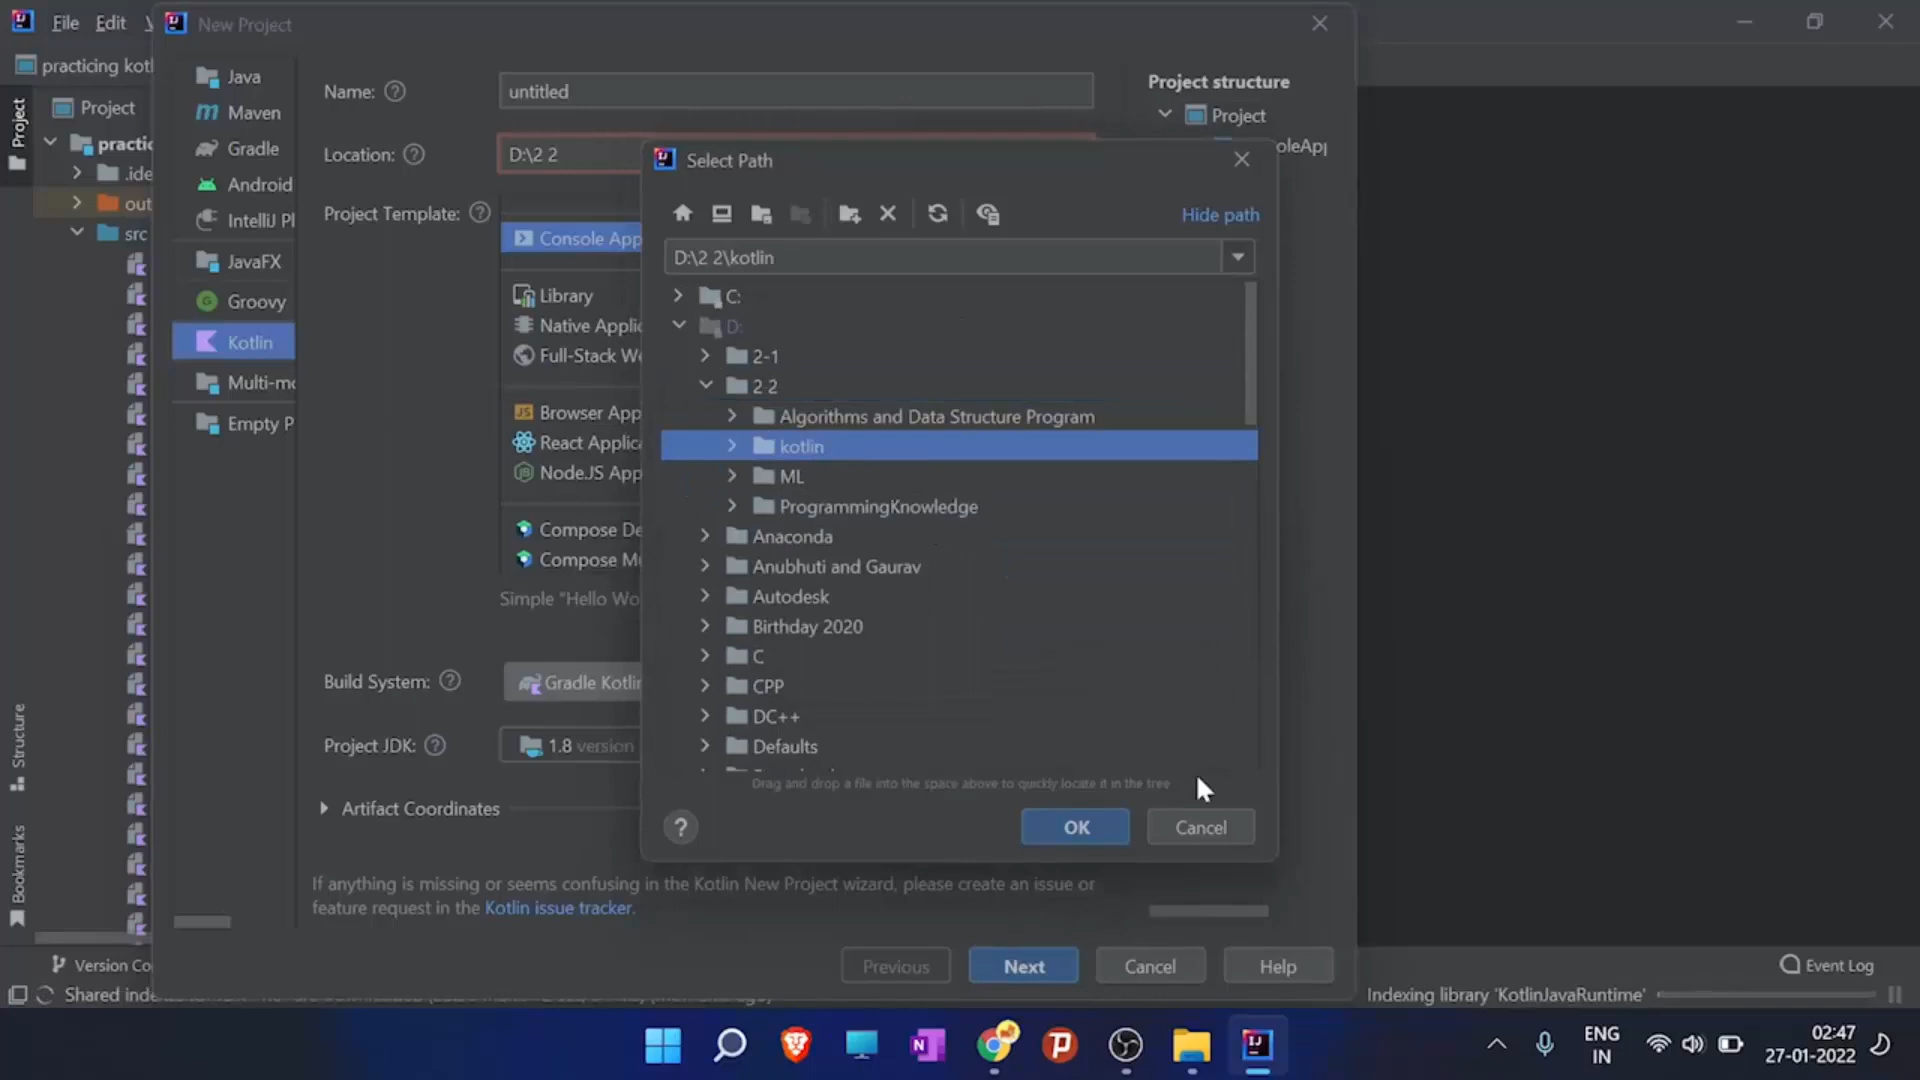 File Edit
New Project
practicing kotl
Project
Project
practic
.ide
out
src
Structure
Bookmarks
Java
Maven
Gradle
Android
IntelliJ Pl
JavaFX
Groovy
Kotlin
Multi-mo
Empty P
Name:
untitled
Location:
D:\2 2
Project Template:
Console App
Library
Native Applic
Full-Stack We
Browser App
React Applica
NodeJS App
Compose De
Compose Mu
Simple "Hello Wo
Build System:
Gradle Kotlin
Project JDK:
1.8 version
Artifact Coordinates
Project structure
Project
oleApp
Select Path
Hide path
D:\2 2\kotlin
C:
D:
2-1
2 2
Algorithms and Data Structure Program
kotlin
ML
ProgrammingKnowledge
Anaconda
Anubhuti and Gaurav
Autodesk
Birthday 2020
C
CPP
DC++
Defaults
Drag and drop a file into the space above to quickly locate it in the tree
?
OK
Cancel
If anything is missing or seems confusing in the Kotlin New Project wizard, please create an issue or
feature request in the Kotlin issue tracker.
Previous
Next
Cancel
Help
Version Co
Event Log
Shared inde
Indexing library 'KotlinJavaRuntime'
ENG
IN
02:47
27-01-2022